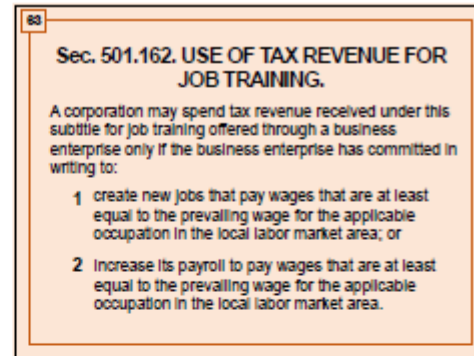 63
Sec. 501.162. USE OF TAX REVENUE FOR
JOB TRAINING.
A corporation may spend tax revenue received under this
subtitle for job training offered through a business
enterprise only if the business enterprise has committed in
writing to:
1 create new jobs that pay wages that are at least
equal to the prevailing wage for the applicable
occupation in the local labor market area; or
2 increase its payroll to pay wages that are at least
equal to the prevailing wage for the applicable
occupation in the local labor market area.